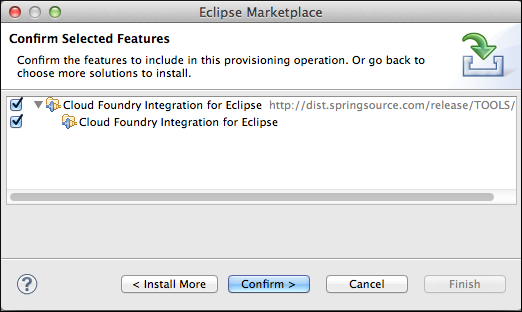 Eclipse Marketplace
Confirm Selected Features
Confirm the features to include in this provisioning operation. Or go back to
choose more solutions to install.
Cloud Foundry Integration for Eclipse http://dist.springsource.com/release/TOOLS/
Cloud Foundry Integration for Eclipse
?
< Install More Confirm > Cancel Finish